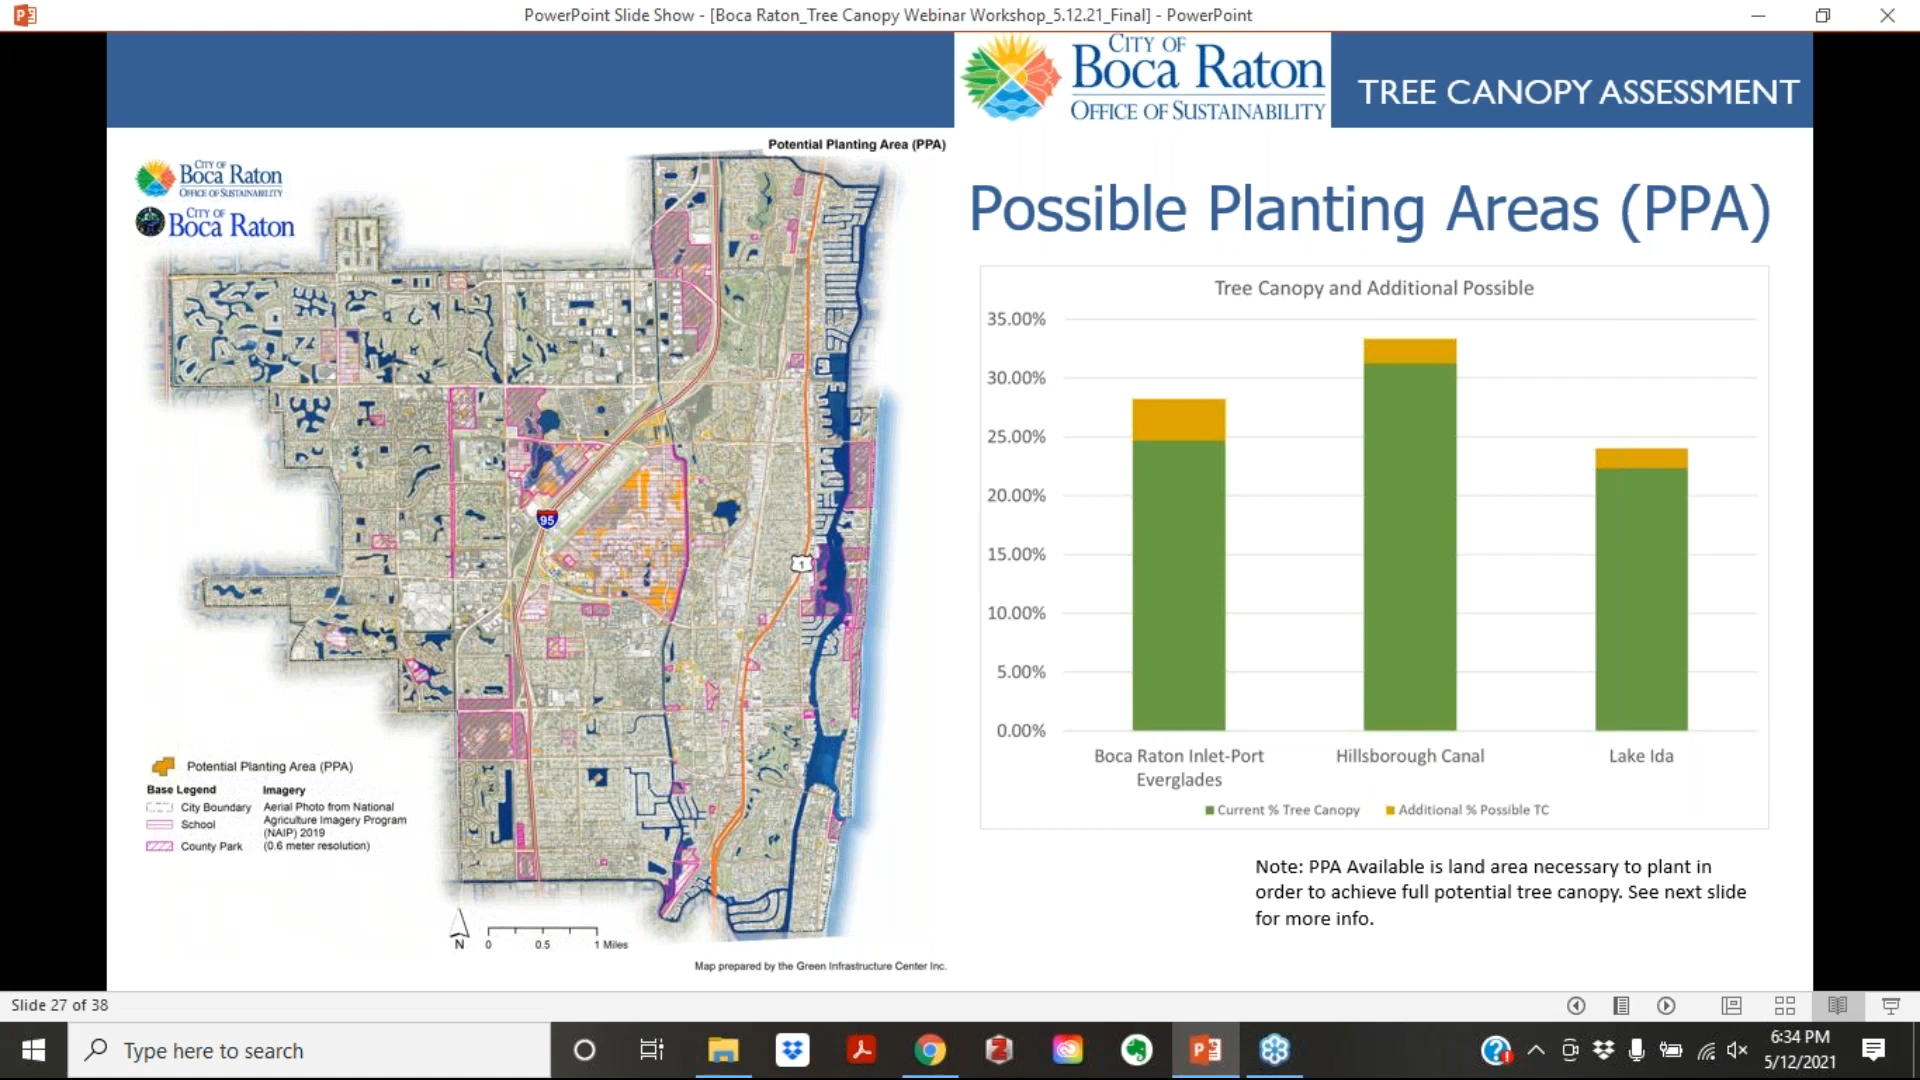 PowerPoint Slide Show - [Boca Raton_Tree Canopy Webinar Workshop_5.12.21_Final] - PowerPoint
CITY OF
Boca Raton
OFFICE OF SUSTAINABILITY
TREE CANOPY ASSESSMENT
Potential Planting Area (PPA)
CITY OF
Boca Raton
OFFICE OF SUSTAINABILITY
CITY OF
Boca Raton
95
1
Potential Planting Area (PPA)
Base Legend
City Boundary
School
County Park
Imagery
Aerial Photo from National
Agriculture Imagery Program
(NAIP) 2019
(0.6 meter resolution)
N
0 0.5 1 Miles
Map prepared by the Green Infrastructure Center Inc.
Possible Planting Areas (PPA)
Tree Canopy and Additional Possible
35.00%
30.00%
25.00%
20.00%
15.00%
10.00%
5.00%
0.00%
Boca Raton Inlet-Port
Everglades
Hillsborough Canal
Lake Ida
Current % Tree Canopy
Additional % Possible TC
Note: PPA Available is land area necessary to plant in
order to achieve full potential tree canopy. See next slide
for more info.
Slide 27 of 38
Type here to search
6:34 PM
5/12/2021